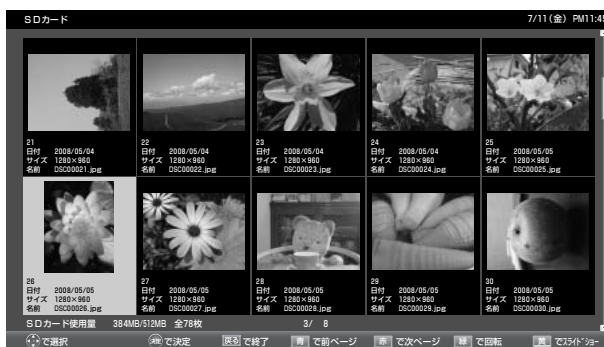 SDカード 7/11(金) PM11:45
21
日付 2008/05/04
サイズ 1280×960
名前 DSC00021.jpg
22
日付 2008/05/04
サイズ 1280×960
名前 DSC00022.jpg
23
日付 2008/05/04
サイズ 1280×960
名前 DSC00023.jpg
24
日付 2008/05/04
サイズ 1280×960
名前 DSC00024.jpg
25
日付 2008/05/05
サイズ 1280×960
名前 DSC00025.jpg
26
日付 2008/05/05
サイズ 1280×960
名前 DSC00026.jpg
27
日付 2008/05/05
サイズ 1280×960
名前 DSC00027.jpg
28
日付 2008/05/05
サイズ 1280×960
名前 DSC00028.jpg
29
日付 2008/05/05
サイズ 1280×960
名前 DSC00029.jpg
30
日付 2008/05/05
サイズ 1280×960
名前 DSC00030.jpg
SDカード使用量 384MB/512MB 全78枚 3/ 8
で選択 決定 で決定 戻る で終了 青 で前ページ 赤 で次ページ 緑 で回転 黄 でスライドショー